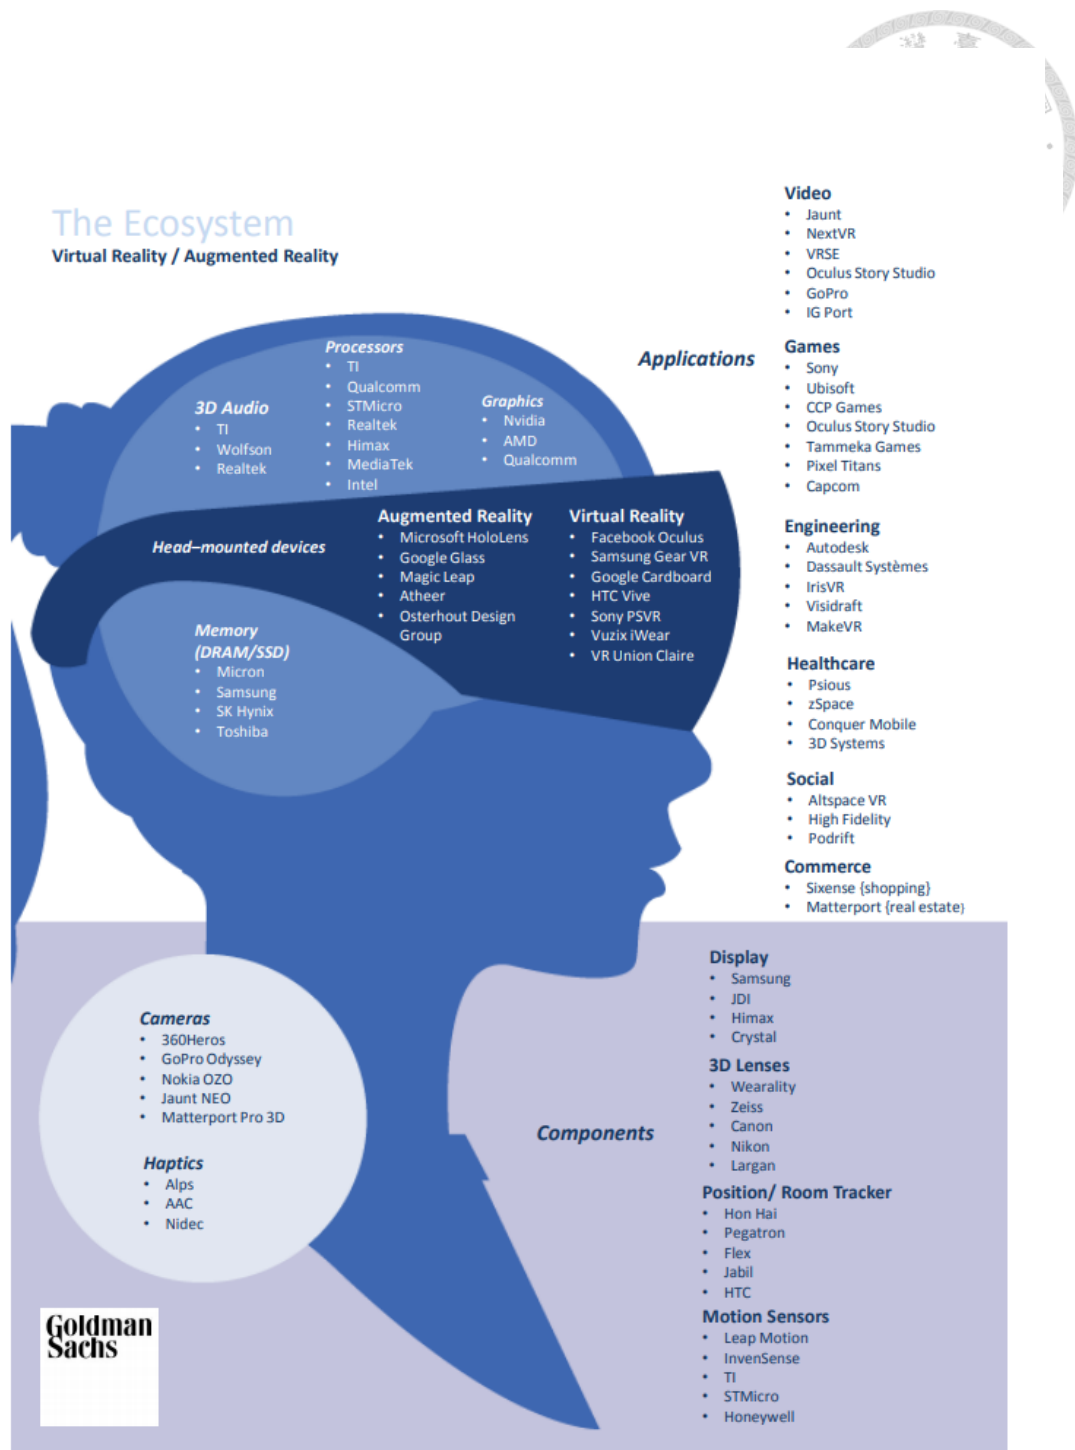 The Ecosystem
Virtual Reality / Augmented Reality
Processors
• TI
• Qualcomm
• STMicro
• Realtek
• Himax
• MediaTek
• Intel
3D Audio
• TI
• Wolfson
• Realtek
Graphics
• Nvidia
• AMD
• Qualcomm
Head–mounted devices
Augmented Reality
• Microsoft HoloLens
• Google Glass
• Magic Leap
• Atheer
• Osterhout Design
Group
Virtual Reality
• Facebook Oculus
• Samsung Gear VR
• Google Cardboard
• HTC Vive
• Sony PSVR
• Vuzix iWear
• VR Union Claire
Memory
(DRAM/SSD)
• Micron
• Samsung
• SK Hynix
• Toshiba
Applications
Video
• Jaunt
• NextVR
• VRSE
• Oculus Story Studio
• GoPro
• IG Port
Games
• Sony
• Ubisoft
• CCP Games
• Oculus Story Studio
• Tammeka Games
• Pixel Titans
• Capcom
Engineering
• Autodesk
• Dassault Systèmes
• IrisVR
• Visidraft
• MakeVR
Healthcare
• Psious
• zSpace
• Conquer Mobile
• 3D Systems
Social
• Altspace VR
• High Fidelity
• Podrift
Commerce
• Sixense {shopping}
• Matterport {real estate}
Cameras
• 360Heros
• GoPro Odyssey
• Nokia OZO
• Jaunt NEO
• Matterport Pro 3D
Haptics
• Alps
• AAC
• Nidec
Components
Display
• Samsung
• JDI
• Himax
• Crystal
3D Lenses
• Wearality
• Zeiss
• Canon
• Nikon
• Largan
Position/ Room Tracker
• Hon Hai
• Pegatron
• Flex
• Jabil
• HTC
Motion Sensors
• Leap Motion
• InvenSense
• TI
• STMicro
• Honeywell
Goldman
Sachs